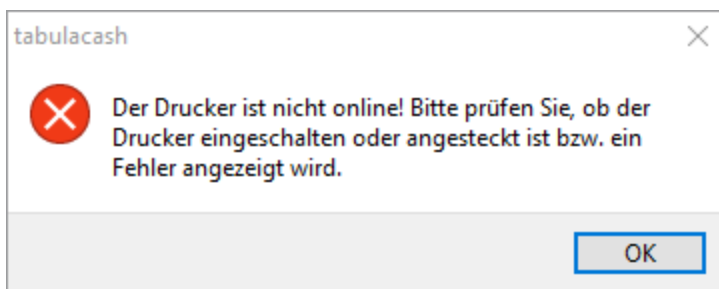 tabulacash
Der Drucker ist nicht online! Bitte prüfen Sie, ob der
Drucker eingeschalten oder angesteckt ist bzw. ein
Fehler angezeigt wird.
OK